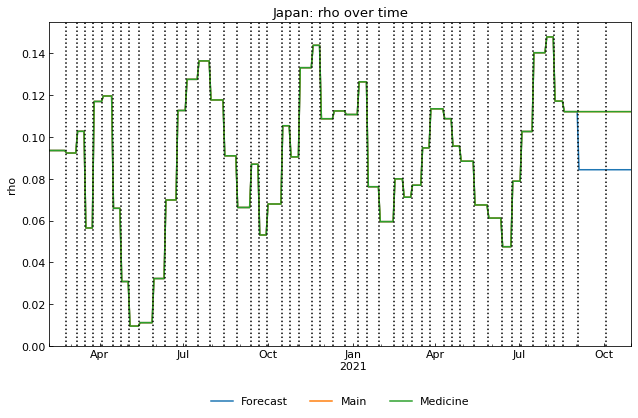 Japan: rho over time
0.14
0.12
0.10
0.08
0.06
0.04
0.02
0.00
rho
Apr Jul Oct Jan Apr Jul Oct
2021
Forecast Main Medicine